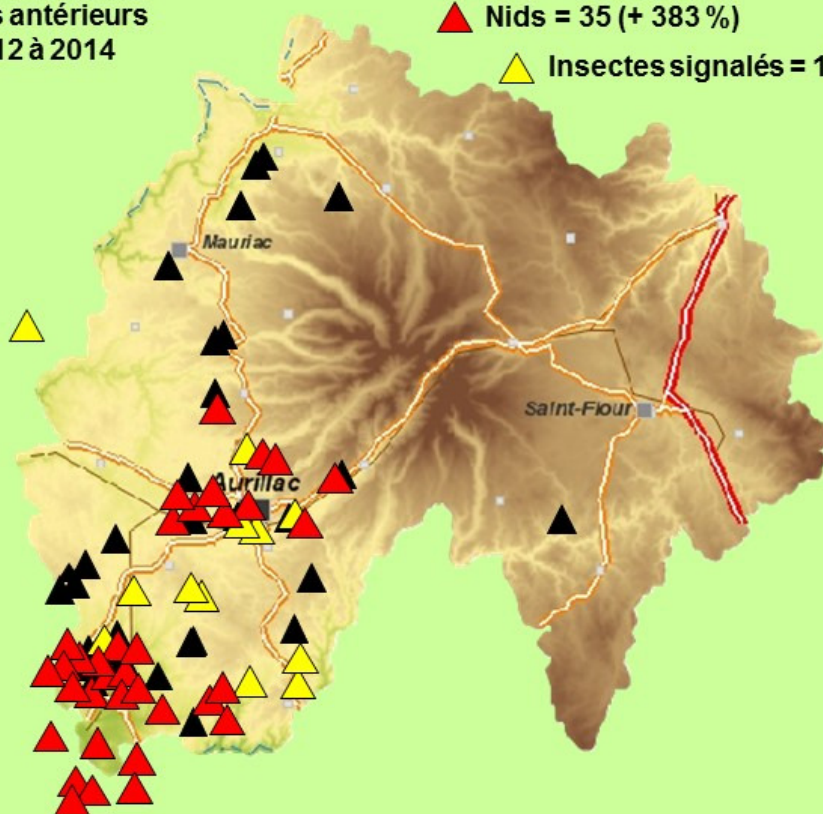 antérieurs
12 à 2014
Nids = 35 (+ 383 %)
Insectes signalés = 1
Mauriac
Saint-Flour
Aurillac